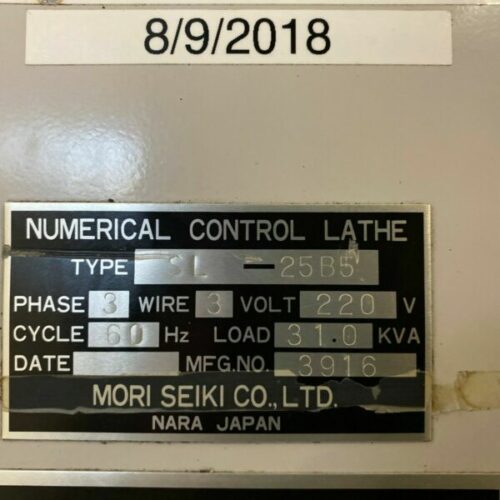 8/9/2018
NUMERICAL CONTROL LATHE
TYPE SL - 25B5
PHASE 3 WIRE 3 VOLT 220 V
CYCLE 60 Hz LOAD 31.0 KVA
DATE MFG.NO. 3916
MORI SEIKI CO., LTD.
NARA JAPAN